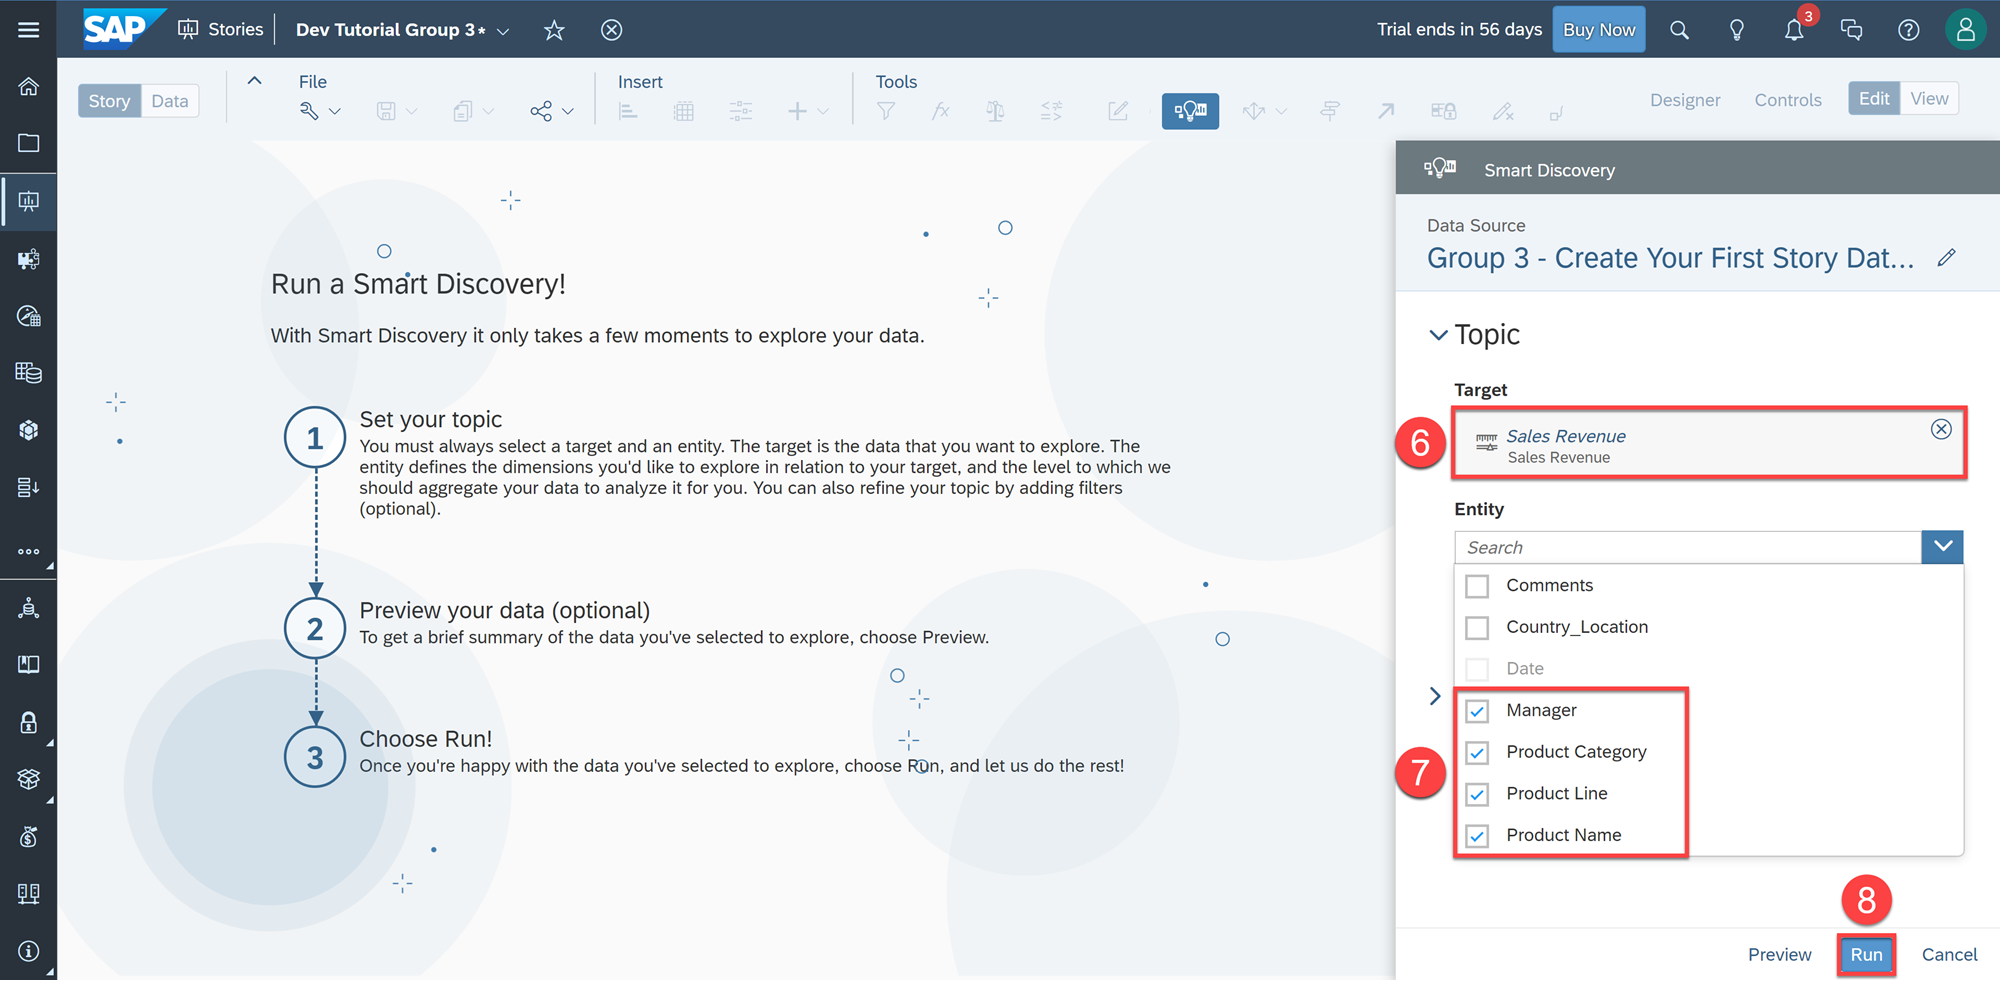 SAP Stories Dev Tutorial Group 3* Trial ends in 56 days Buy Now 3
Story Data File Insert Tools Designer Controls Edit View
Smart Discovery
Data Source
Group 3 - Create Your First Story Dat...
Run a Smart Discovery!
With Smart Discovery it only takes a few moments to explore your data.
1
Set your topic
You must always select a target and an entity. The target is the data that you want to explore. The
entity defines the dimensions you'd like to explore in relation to your target, and the level to which we
should aggregate your data to analyze it for you. You can also refine your topic by adding filters
(optional).
2
Preview your data (optional)
To get a brief summary of the data you've selected to explore, choose Preview.
3
Choose Run!
Once you're happy with the data you've selected to explore, choose Run, and let us do the rest!
Topic
Target
6
Sales Revenue
Sales Revenue
Entity
Search
Comments
Country_Location
Date
7
Manager
Product Category
Product Line
Product Name
8
Preview Run Cancel